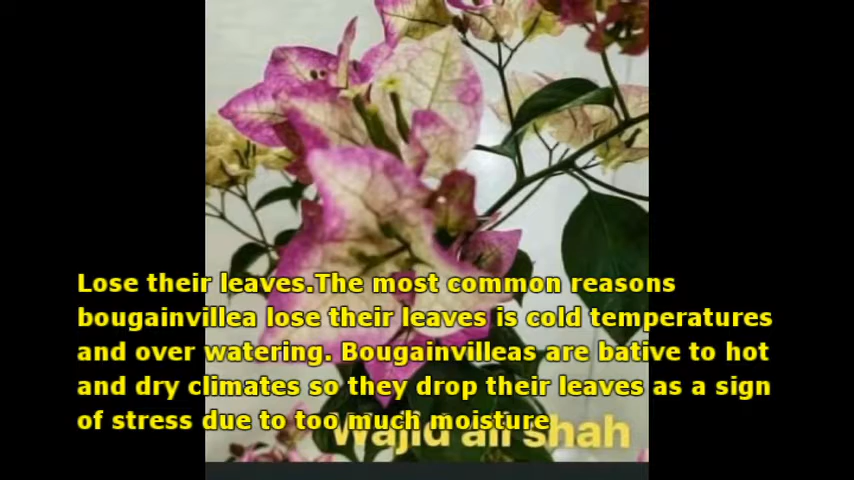 Lose their leaves.The most common reasons
bougainvillea lose their leaves is cold temperatures
and over watering. Bougainvilleas are bative to hot
and dry climates so they drop their leaves as a sign
of stress due to too much moisture
Wajid ali shah